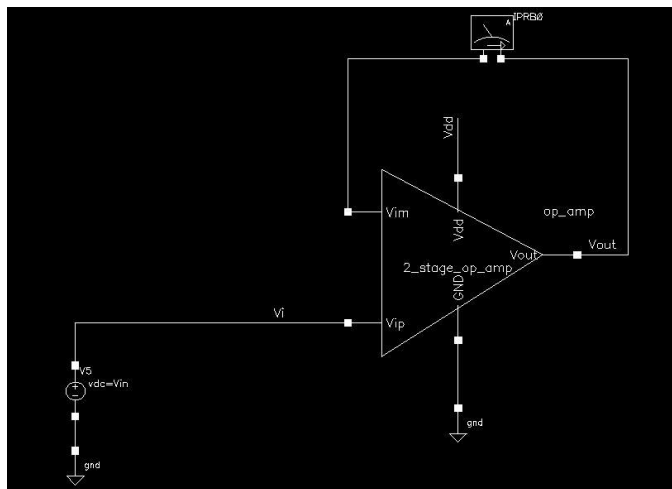 IPRB0
A
Vdd
Vim
Vdd
op_amp
Vout
Vout
2_stage_op_amp
GND
Vi
Vip
V5
vdc=Vin
gnd
gnd